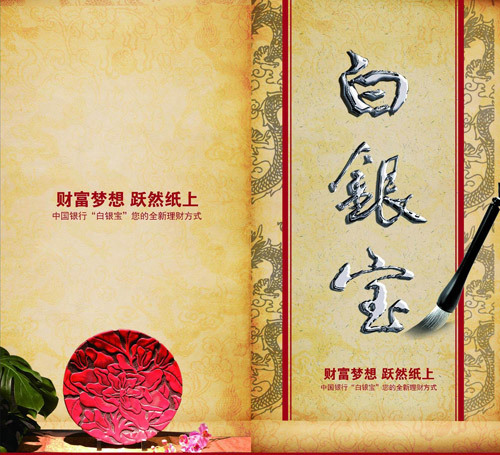 财富梦想 跃然纸上
中国银行“白银宝”您的全新理财方式
白
銀
宝
财富梦想 跃然纸上
中国银行“白银宝”您的全新理财方式